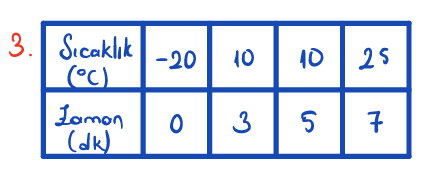 3.
Sıcaklık (°C) -20 10 10 25
Zaman (dk) 0 3 5 7